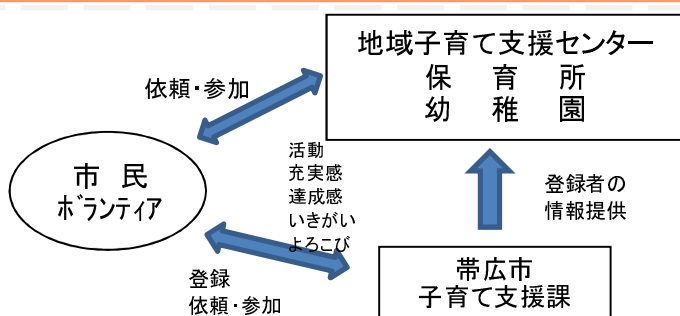 地域子育て支援センター
保　育　所
幼　稚　園
依頼・参加
市　民
ボランティア
活動
充実感
達成感
いきがい
よろこび
登録者の
情報提供
登録
依頼・参加
帯広市
子育て支援課